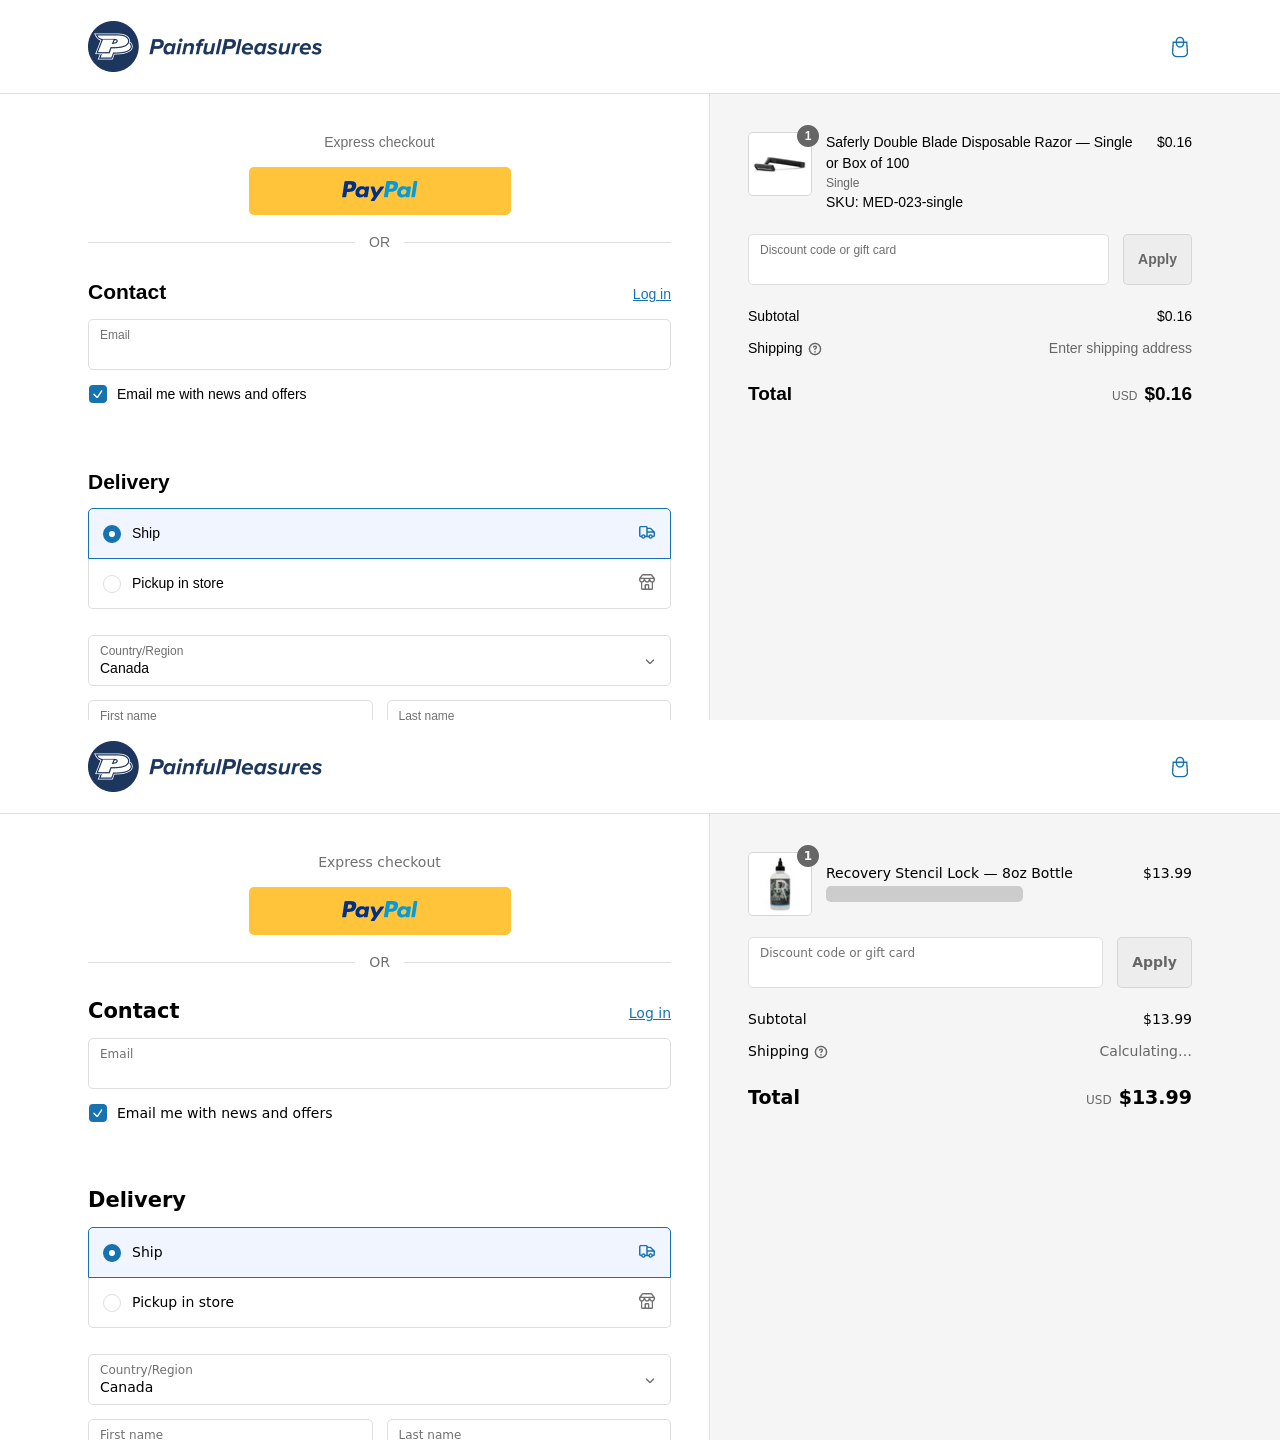 PainfulPleasures
Express checkout
PayPal
OR
Contact
Log in
Email
Email me with news and offers
Delivery
Ship
Pickup in store
Country/Region
Canada
First name
Last name
1
Saferly Double Blade Disposable Razor — Single
or Box of 100
$0.16
Single
SKU: MED-023-single
Discount code or gift card
Apply
Subtotal
$0.16
Shipping
Enter shipping address
Total
USD $0.16
PainfulPleasures
Express checkout
PayPal
OR
Contact
Log in
Email
Email me with news and offers
Delivery
Ship
Pickup in store
Country/Region
Canada
First name
Last name
1
Recovery Stencil Lock — 8oz Bottle
$13.99
Discount code or gift card
Apply
Subtotal
$13.99
Shipping
Calculating...
Total
USD $13.99